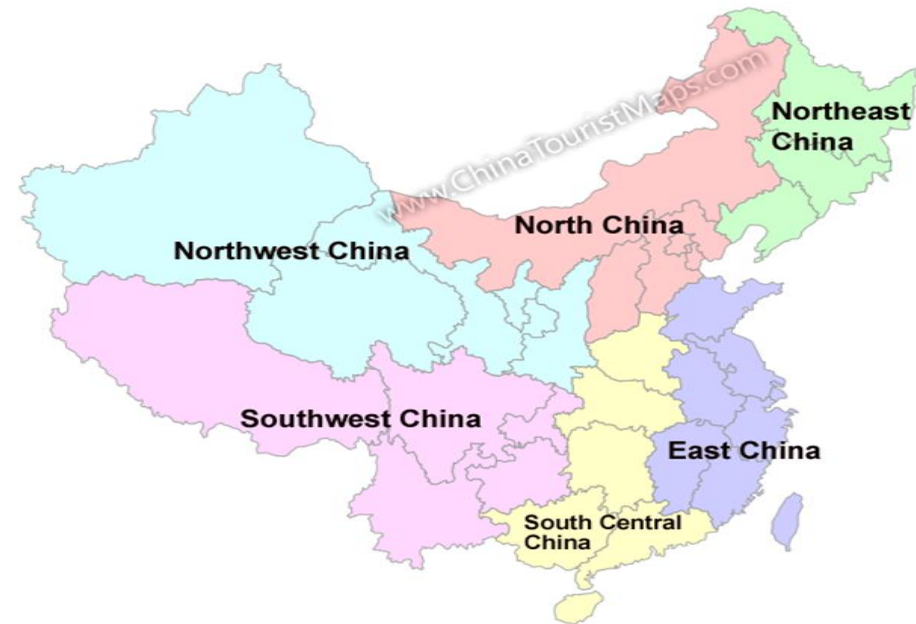 www.ChinaTouristMaps.com
Northeast
China
North China
Northwest China
Southwest China
East China
South Central
China